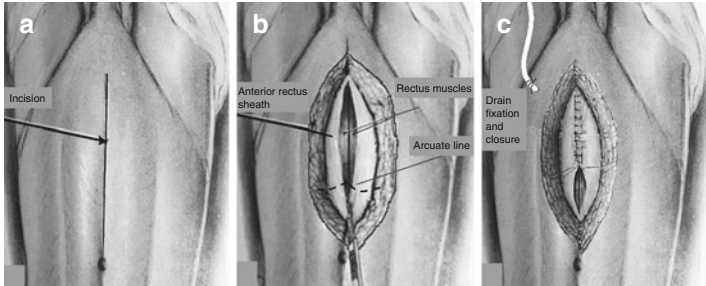 a
Incision
b
Anterior rectus
sheath
Rectus muscles
Arcuate line
c
Drain
fixation
and
closure